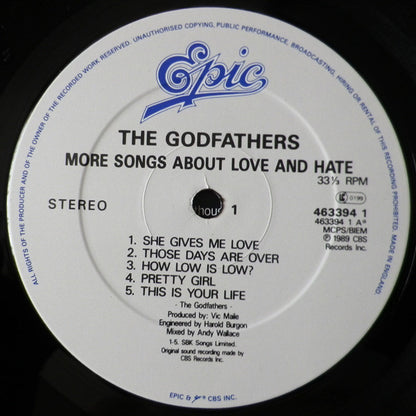 ALL RIGHTS OF THE PRODUCER AND OF THE OWNER OF THE RECORDED WORK RESERVED. UNAUTHORISED COPYING, PUBLIC PERFORMANCE, BROADCASTING, HIRING OR RENTAL OF THIS RECORDING PROHIBITED. MADE IN ENGLAND.
Epic
THE GODFATHERS
MORE SONGS ABOUT LOVE AND HATE
33⅓ RPM
STEREO
1
0199
463394 1
463394 1 A°
MCPS/BIEM
℗ 1989 CBS
Records Inc.
1. SHE GIVES ME LOVE
2. THOSE DAYS ARE OVER
3. HOW LOW IS LOW?
4. PRETTY GIRL
5. THIS IS YOUR LIFE
- The Godfathers -
Produced by: Vic Maile
Engineered by Harold Burgon
Mixed by Andy Wallace
1-5. SBK Songs Limited.
Original sound recording made by
CBS Records Inc.
EPIC & CBS INC.